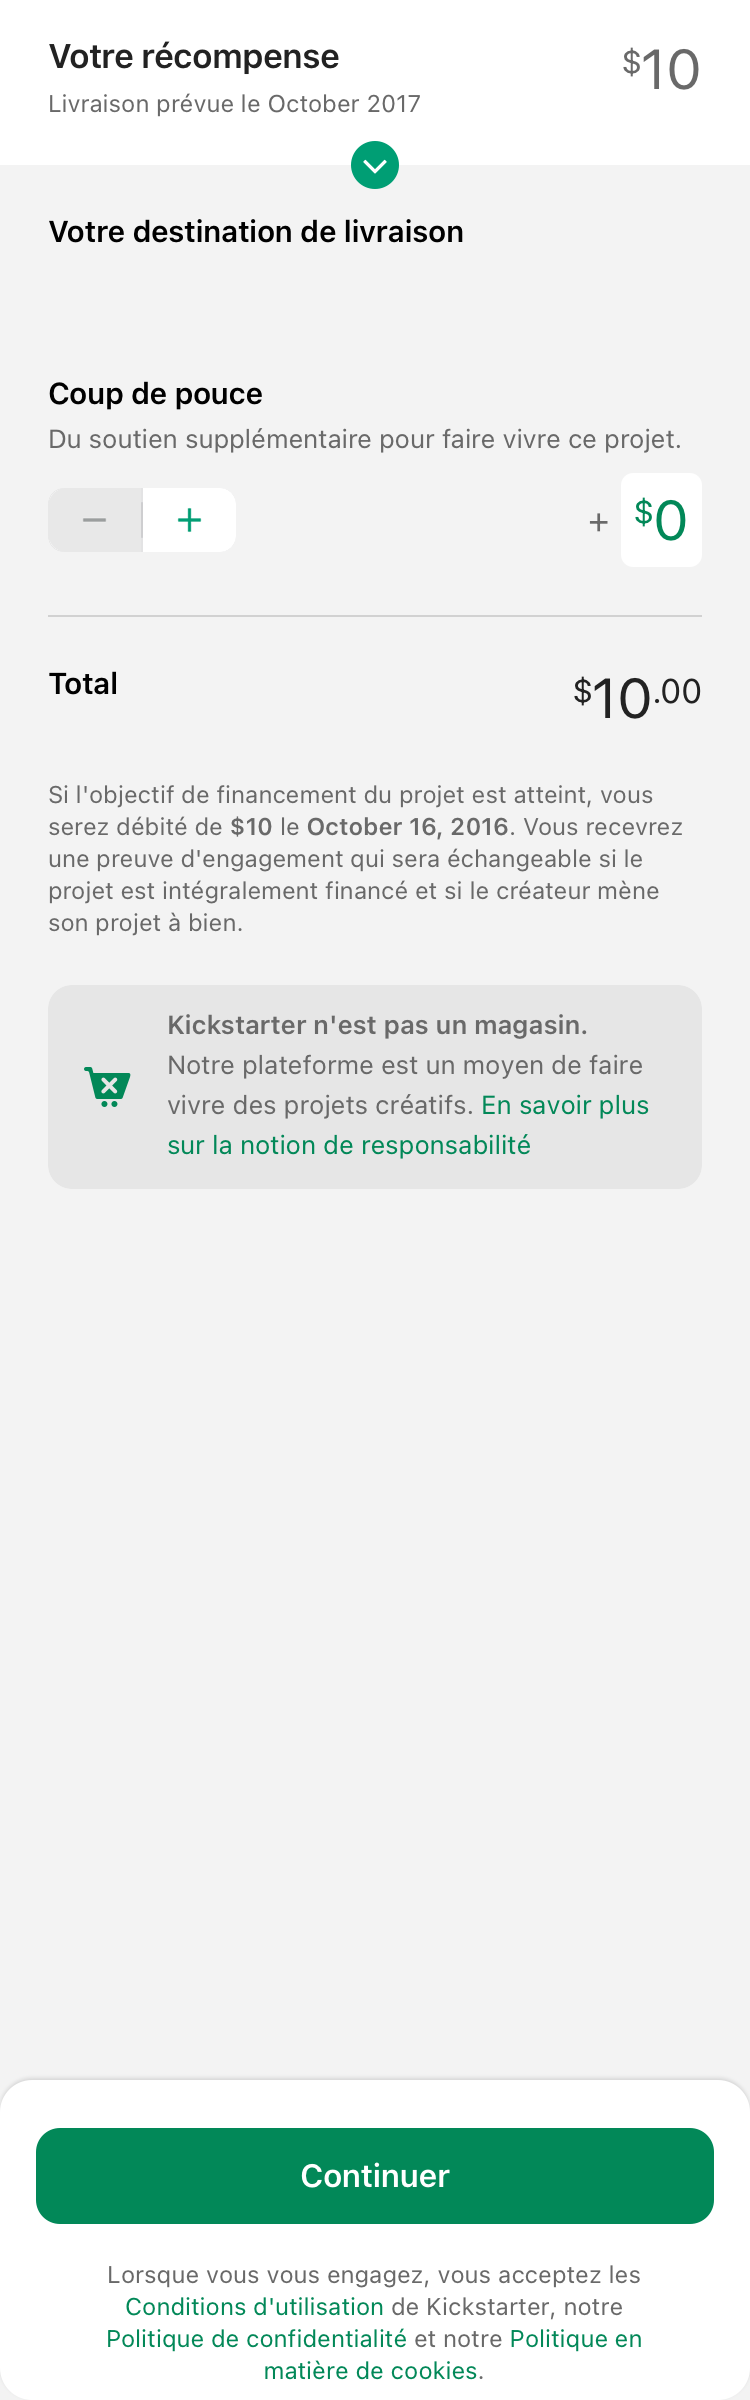 Votre récompense
$10
Livraison prévue le October 2017
Votre destination de livraison
Coup de pouce
Du soutien supplémentaire pour faire vivre ce projet.
− +
+ $0
Total
$10.00
Si l'objectif de financement du projet est atteint, vous
serez débité de $10 le October 16, 2016. Vous recevrez
une preuve d'engagement qui sera échangeable si le
projet est intégralement financé et si le créateur mène
son projet à bien.
Kickstarter n'est pas un magasin.
Notre plateforme est un moyen de faire
vivre des projets créatifs. En savoir plus
sur la notion de responsabilité
Continuer
Lorsque vous vous engagez, vous acceptez les
Conditions d'utilisation de Kickstarter, notre
Politique de confidentialité et notre Politique en
matière de cookies.